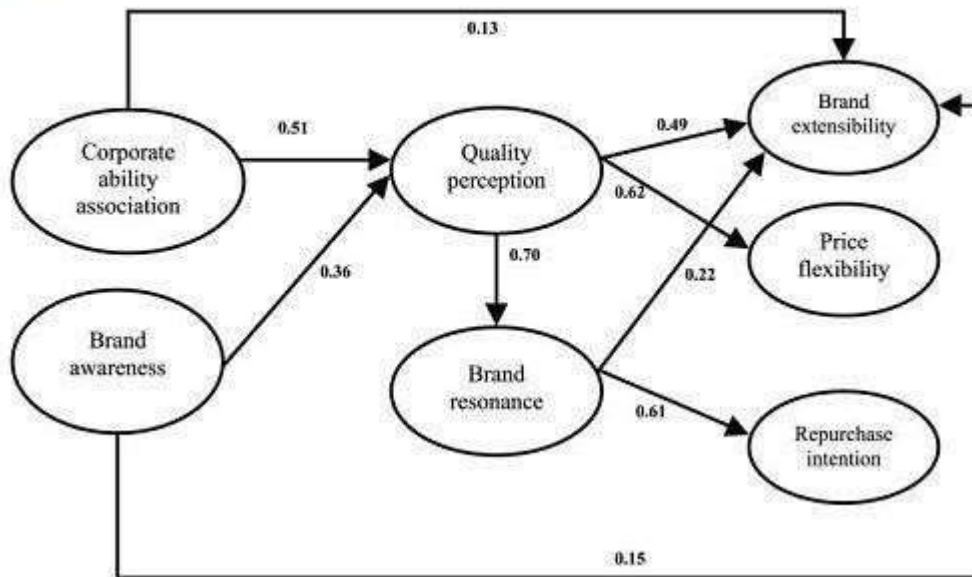 0.13
Corporate
ability
association
0.51
Quality
perception
0.49
Brand
extensibility
0.62
Price
flexibility
0.36
0.70
0.22
Brand
awareness
Brand
resonance
0.61
Repurchase
intention
0.15